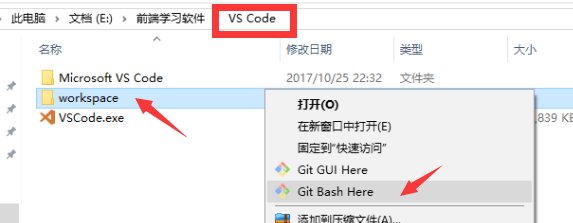 此电脑 › 文档 (E:) › 前端学习软件 › VS Code
名称 修改日期 类型 大小
Microsoft VS Code 2017/10/25 22:32 文件夹
workspace
VSCode.exe ,839 KB
打开(O)
在新窗口中打开(E)
固定到"快速访问"
Git GUI Here
Git Bash Here
添加到压缩文件(A)...